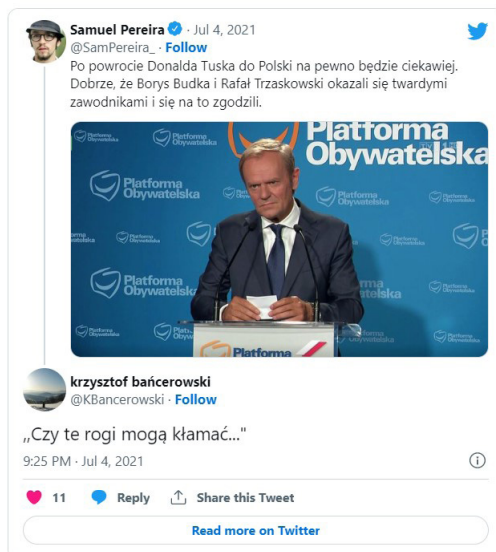 Samuel Pereira · Jul 4, 2021
@SamPereira_ · Follow
Po powrocie Donalda Tuska do Polski na pewno będzie ciekawiej.
Dobrze, że Borys Budka i Rafał Trzaskowski okazali się twardymi
zawodnikami i się na to zgodzili.
Platforma
Obywatelska
Platforma
Obywatelska
Platforma
Obywatelska
Platforma
krzysztof bańcerowski
@KBancerowski · Follow
,,Czy te rogi mogą kłamać..."
9:25 PM · Jul 4, 2021
11 Reply Share this Tweet
Read more on Twitter